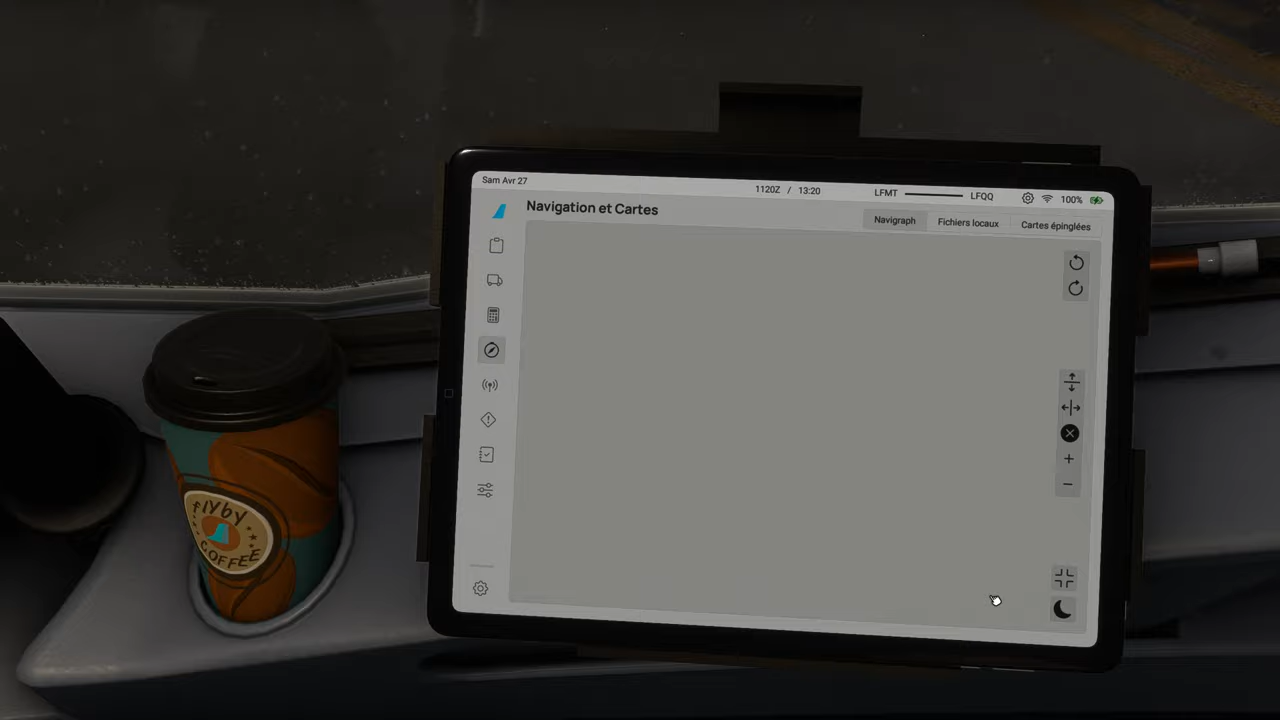 Sam Avr 27
1120Z / 13:20
LFMT
LFQQ
100%
Navigation et Cartes
Navigraph
Fichiers locaux
Cartes épinglées
flyby
COFFEE